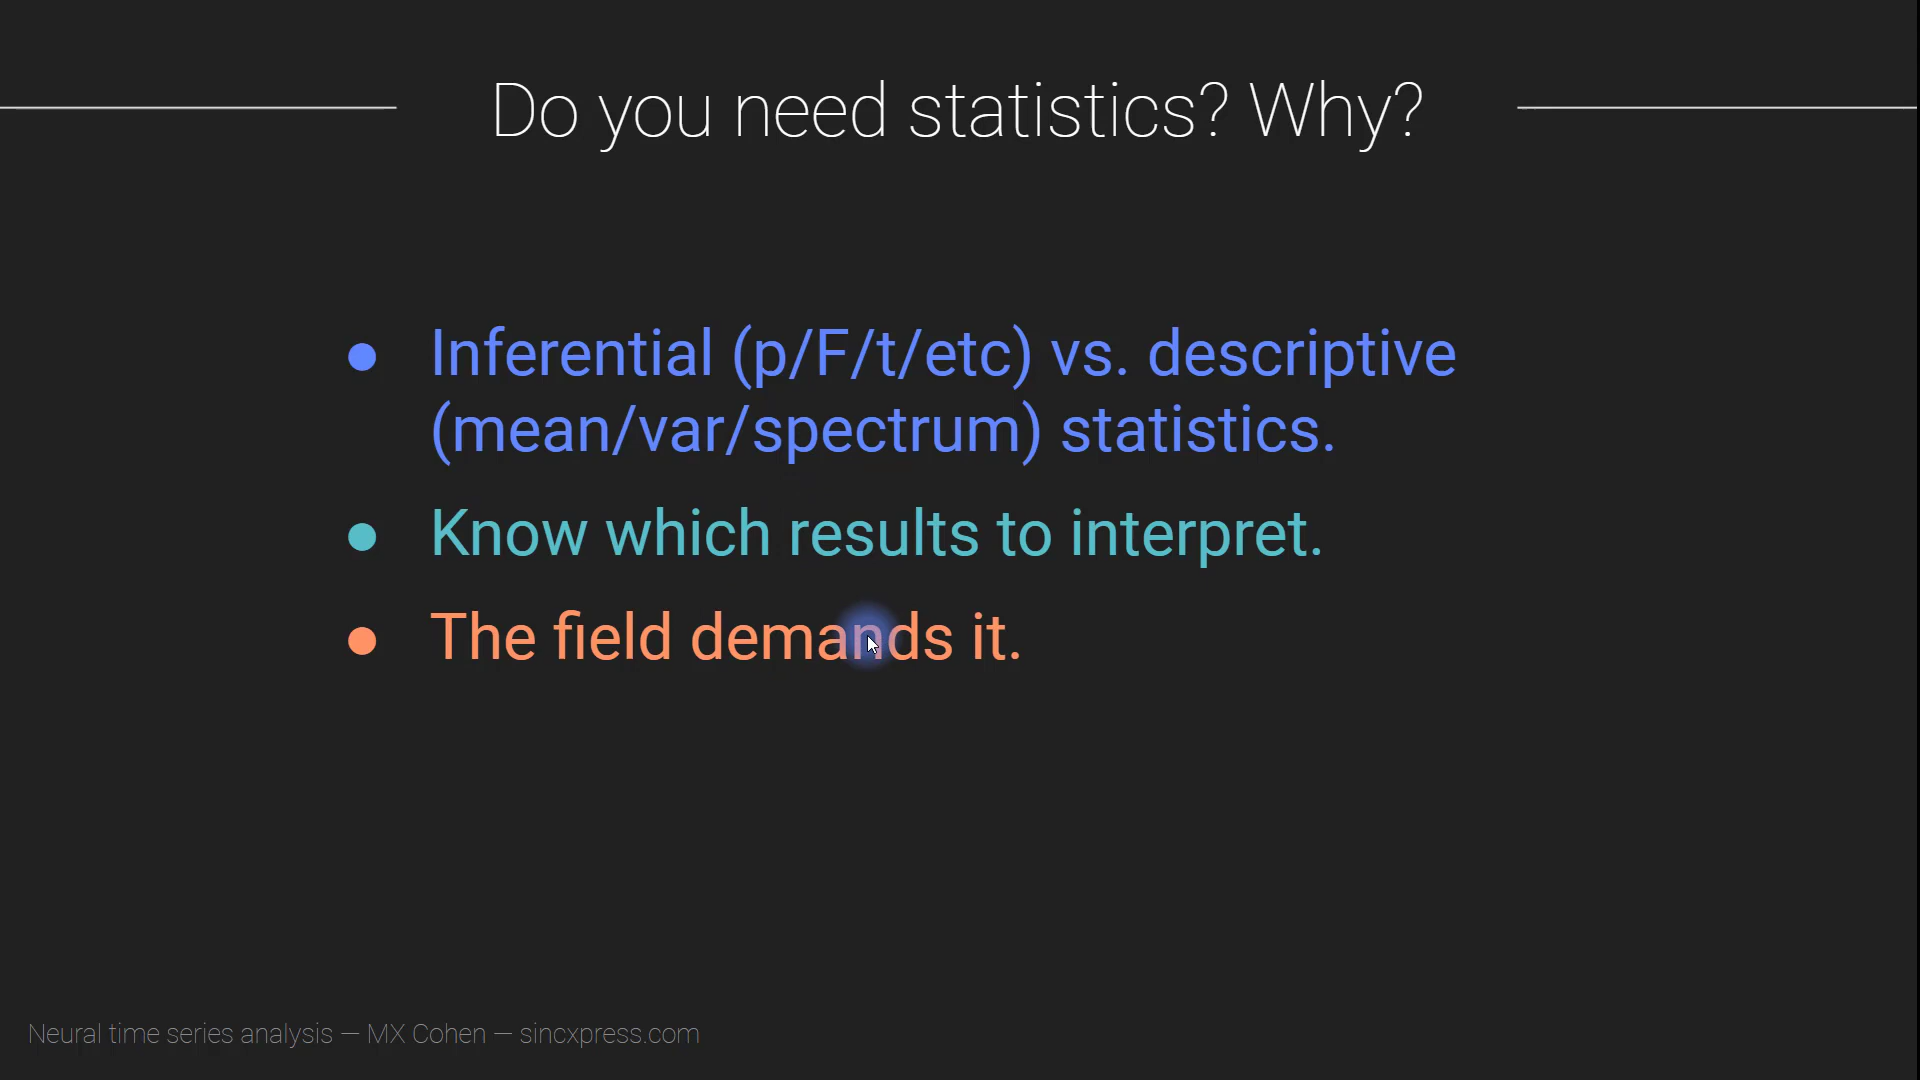 Do you need statistics? Why?
● Inferential (p/F/t/etc) vs. descriptive
(mean/var/spectrum) statistics.
● Know which results to interpret.
● The field demands it.
Neural time series analysis — MX Cohen — sincxpress.com